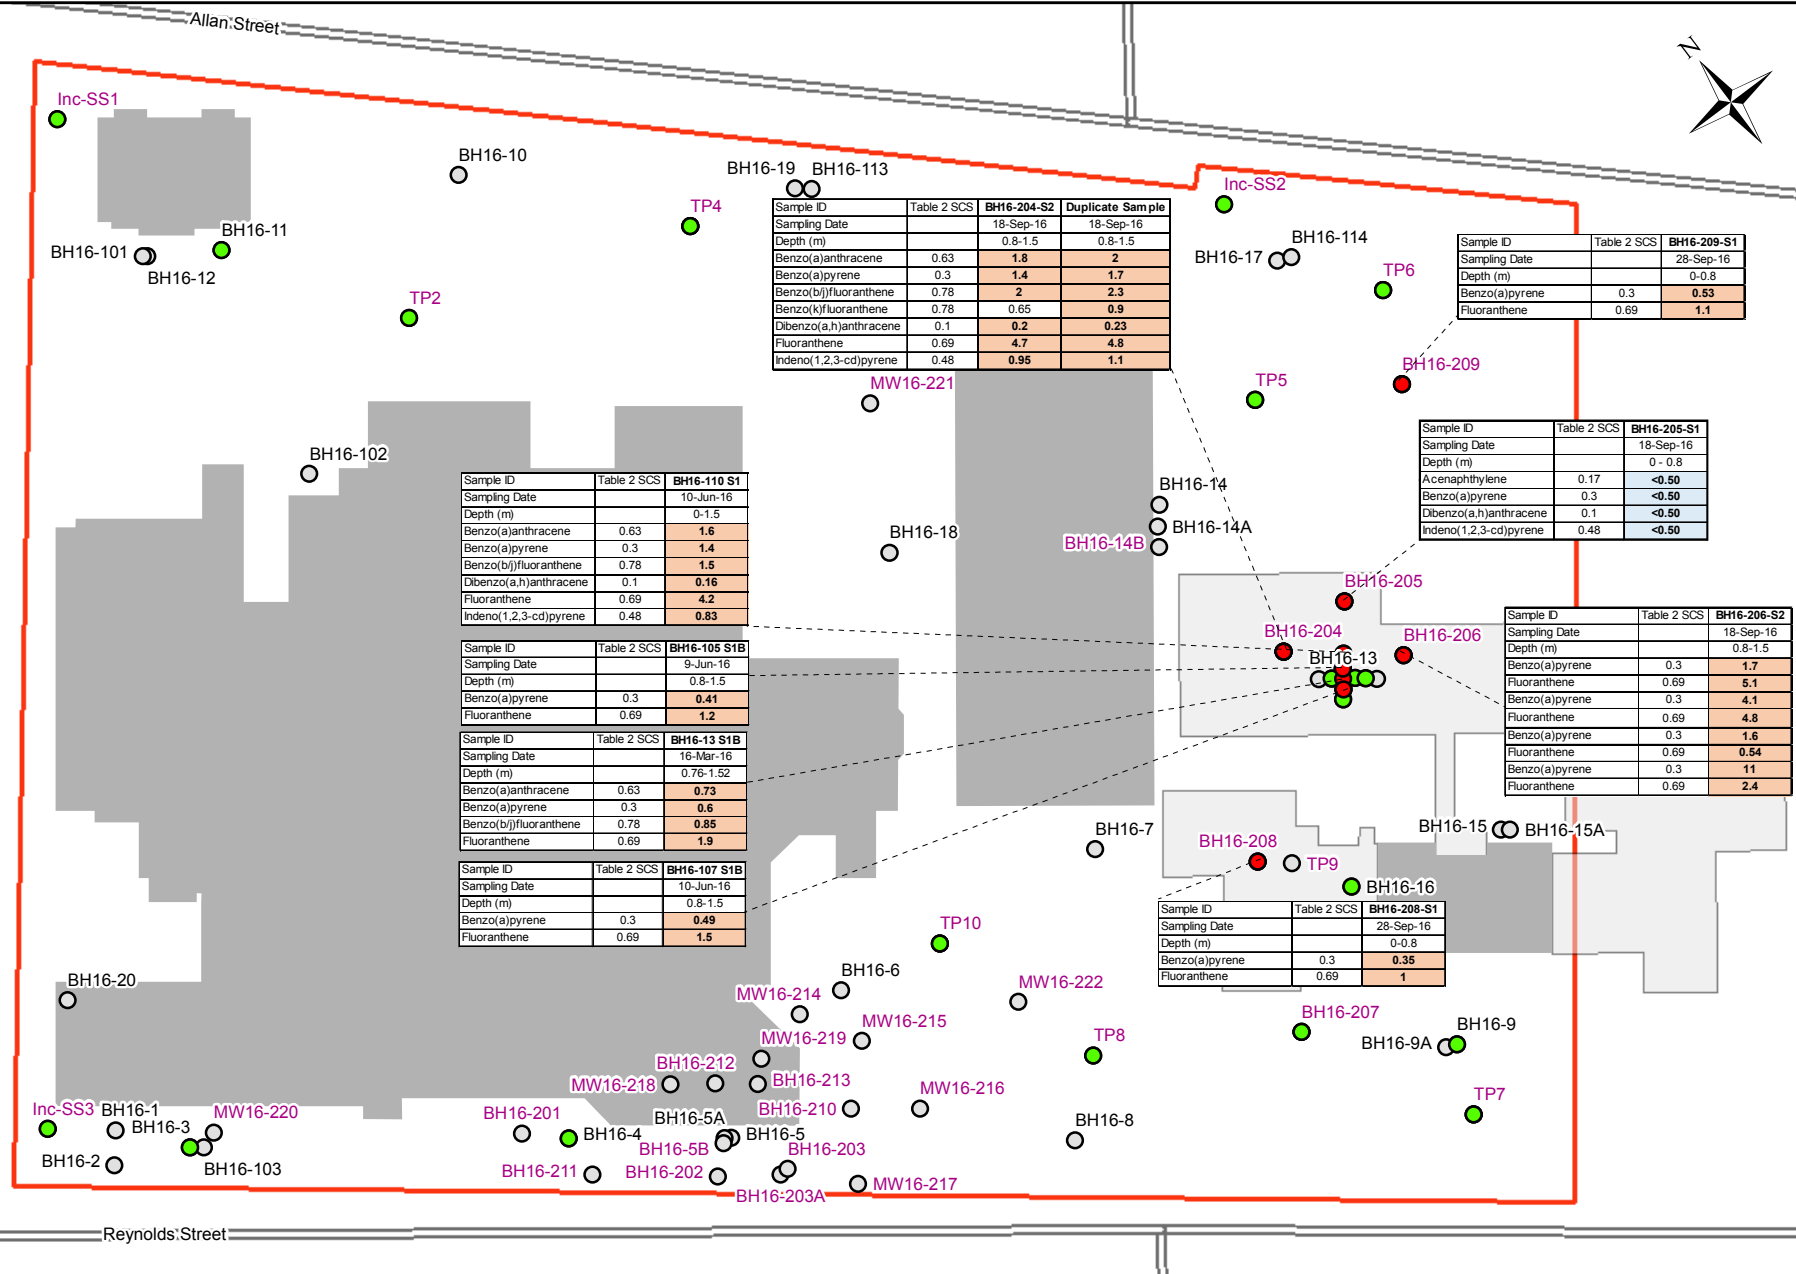 Allan Street
N
Inc-SS1
BH16-10
BH16-19
BH16-113
Inc-SS2
TP4
BH16-11
BH16-101
BH16-12
BH16-17
BH16-114
TP6
TP2
Sample ID Table 2 SCS BH16-204-S2 Duplicate Sample
Sampling Date 18-Sep-16 18-Sep-16
Depth (m) 0.8-1.5 0.8-1.5
Benzo(a)anthracene 0.63 1.8 2
Benzo(a)pyrene 0.3 1.4 1.7
Benzo(b/j)fluoranthene 0.78 2 2.3
Benzo(k)fluoranthene 0.78 0.65 0.9
Dibenzo(a,h)anthracene 0.1 0.2 0.23
Fluoranthene 0.69 4.7 4.8
Indeno(1,2,3-cd)pyrene 0.48 0.95 1.1
Sample ID Table 2 SCS BH16-209-S1
Sampling Date 28-Sep-16
Depth (m) 0-0.8
Benzo(a)pyrene 0.3 0.53
Fluoranthene 0.69 1.1
BH16-209
TP5
MW16-221
BH16-102
Sample ID Table 2 SCS BH16-205-S1
Sampling Date 18-Sep-16
Depth (m) 0 - 0.8
Acenaphthylene 0.17 <0.50
Benzo(a)pyrene 0.3 <0.50
Dibenzo(a,h)anthracene 0.1 <0.50
Indeno(1,2,3-cd)pyrene 0.48 <0.50
Sample ID Table 2 SCS BH16-110 S1
Sampling Date 10-Jun-16
Depth (m) 0-1.5
Benzo(a)anthracene 0.63 1.6
Benzo(a)pyrene 0.3 1.4
Benzo(b/j)fluoranthene 0.78 1.5
Dibenzo(a,h)anthracene 0.1 0.16
Fluoranthene 0.69 4.2
Indeno(1,2,3-cd)pyrene 0.48 0.83
BH16-14
BH16-14A
BH16-14B
BH16-18
BH16-205
BH16-204
BH16-206
BH16-13
Sample ID Table 2 SCS BH16-206-S2
Sampling Date 18-Sep-16
Depth (m) 0.8-1.5
Benzo(a)pyrene 0.3 1.7
Fluoranthene 0.69 5.1
Benzo(a)pyrene 0.3 4.1
Fluoranthene 0.69 4.8
Benzo(a)pyrene 0.3 1.6
Fluoranthene 0.69 0.54
Benzo(a)pyrene 0.3 11
Fluoranthene 0.69 2.4
Sample ID Table 2 SCS BH16-105 S1B
Sampling Date 9-Jun-16
Depth (m) 0.8-1.5
Benzo(a)pyrene 0.3 0.41
Fluoranthene 0.69 1.2
Sample ID Table 2 SCS BH16-13 S1B
Sampling Date 16-Mar-16
Depth (m) 0.76-1.52
Benzo(a)anthracene 0.63 0.73
Benzo(a)pyrene 0.3 0.6
Benzo(b/j)fluoranthene 0.78 0.85
Fluoranthene 0.69 1.9
Sample ID Table 2 SCS BH16-107 S1B
Sampling Date 10-Jun-16
Depth (m) 0.8-1.5
Benzo(a)pyrene 0.3 0.49
Fluoranthene 0.69 1.5
BH16-7
BH16-15
BH16-15A
BH16-208
TP9
BH16-16
Sample ID Table 2 SCS BH16-208-S1
Sampling Date 28-Sep-16
Depth (m) 0-0.8
Benzo(a)pyrene 0.3 0.35
Fluoranthene 0.69 1
TP10
BH16-20
BH16-6
MW16-214
MW16-222
MW16-215
MW16-219
BH16-207
BH16-9
BH16-9A
TP8
BH16-212
MW16-218
BH16-213
MW16-216
BH16-210
TP7
Inc-SS3
BH16-1
BH16-3
MW16-220
BH16-201
BH16-4
BH16-5A
BH16-5
BH16-5B
BH16-8
BH16-2
BH16-103
BH16-211
BH16-202
BH16-203
BH16-203A
MW16-217
Reynolds Street